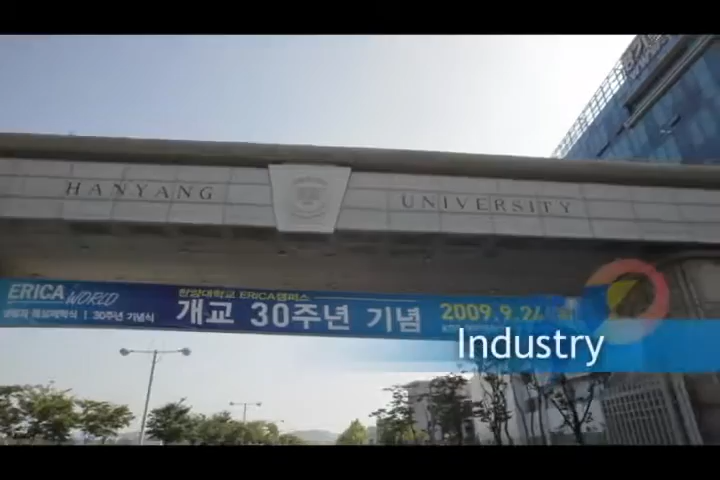 HANYANG UNIVERSITY
ERICA WORLD
한양대학교 ERICA캠퍼스
개교 30주년 기념
30주년 기념식
2009.9.24
Industry